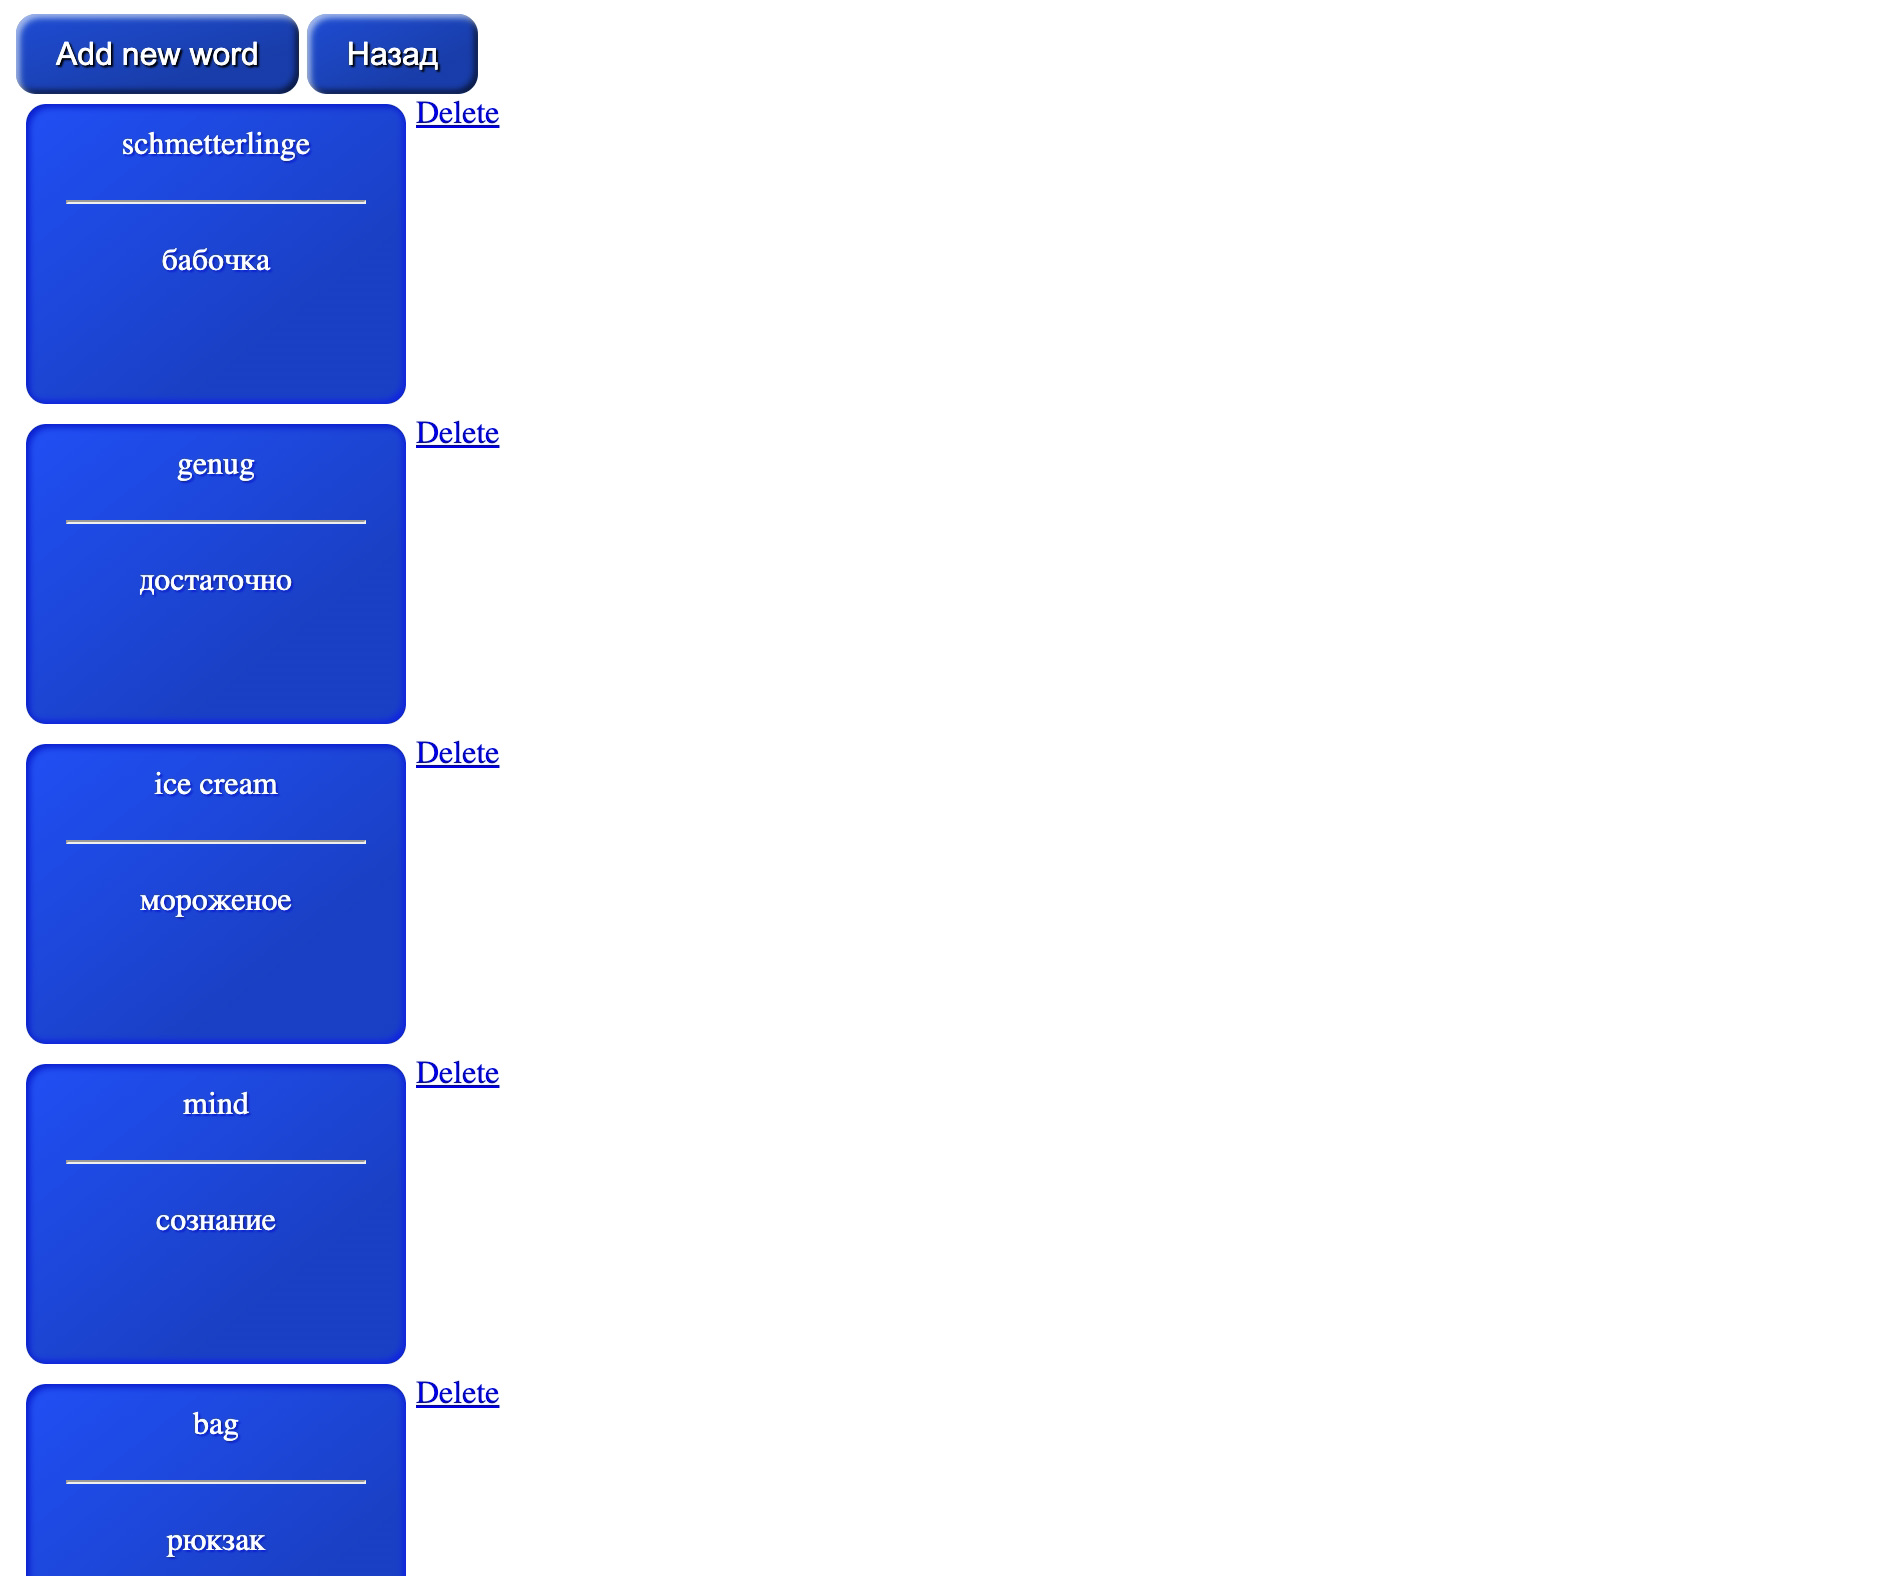 Add new word Назад
schmetterlinge Delete
бабочка
genug Delete
достаточно
ice cream Delete
мороженое
mind Delete
сознание
bag Delete
рюкзак